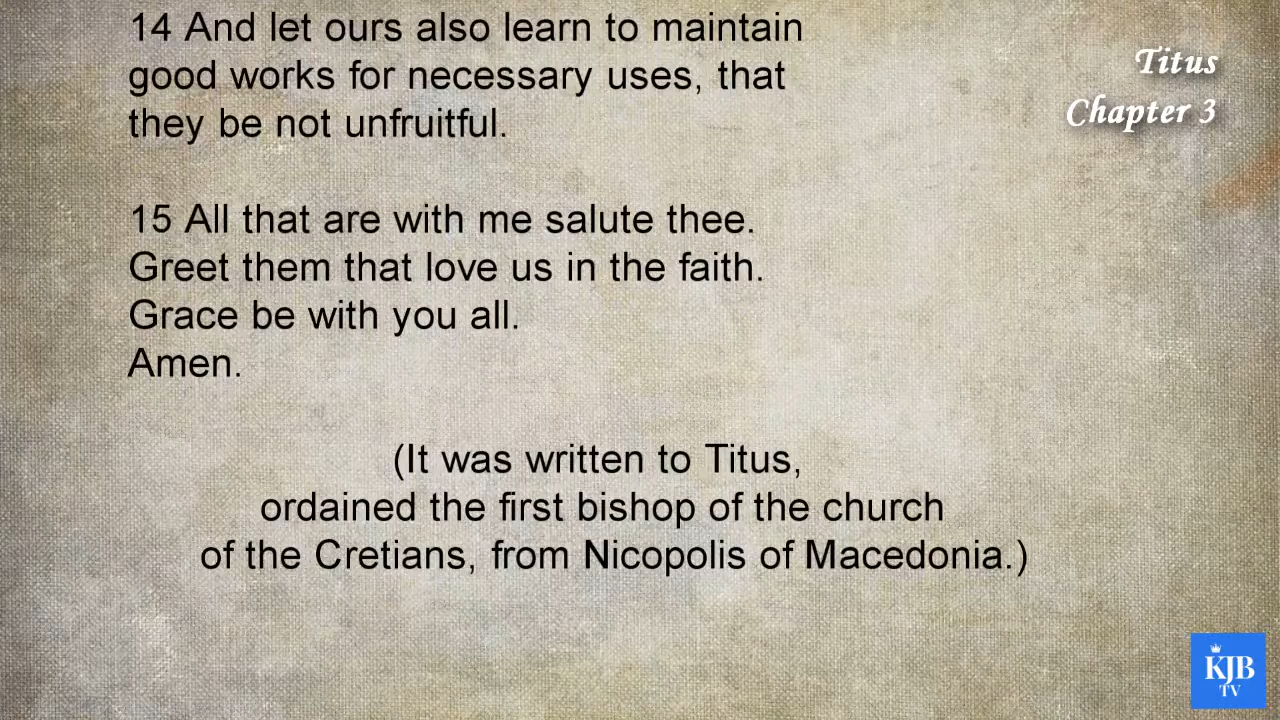 14 And let ours also learn to maintain
good works for necessary uses, that
they be not unfruitful.
15 All that are with me salute thee.
Greet them that love us in the faith.
Grace be with you all.
Amen.
(It was written to Titus,
ordained the first bishop of the church
of the Cretians, from Nicopolis of Macedonia.)
Titus
Chapter 3
KJB
TV